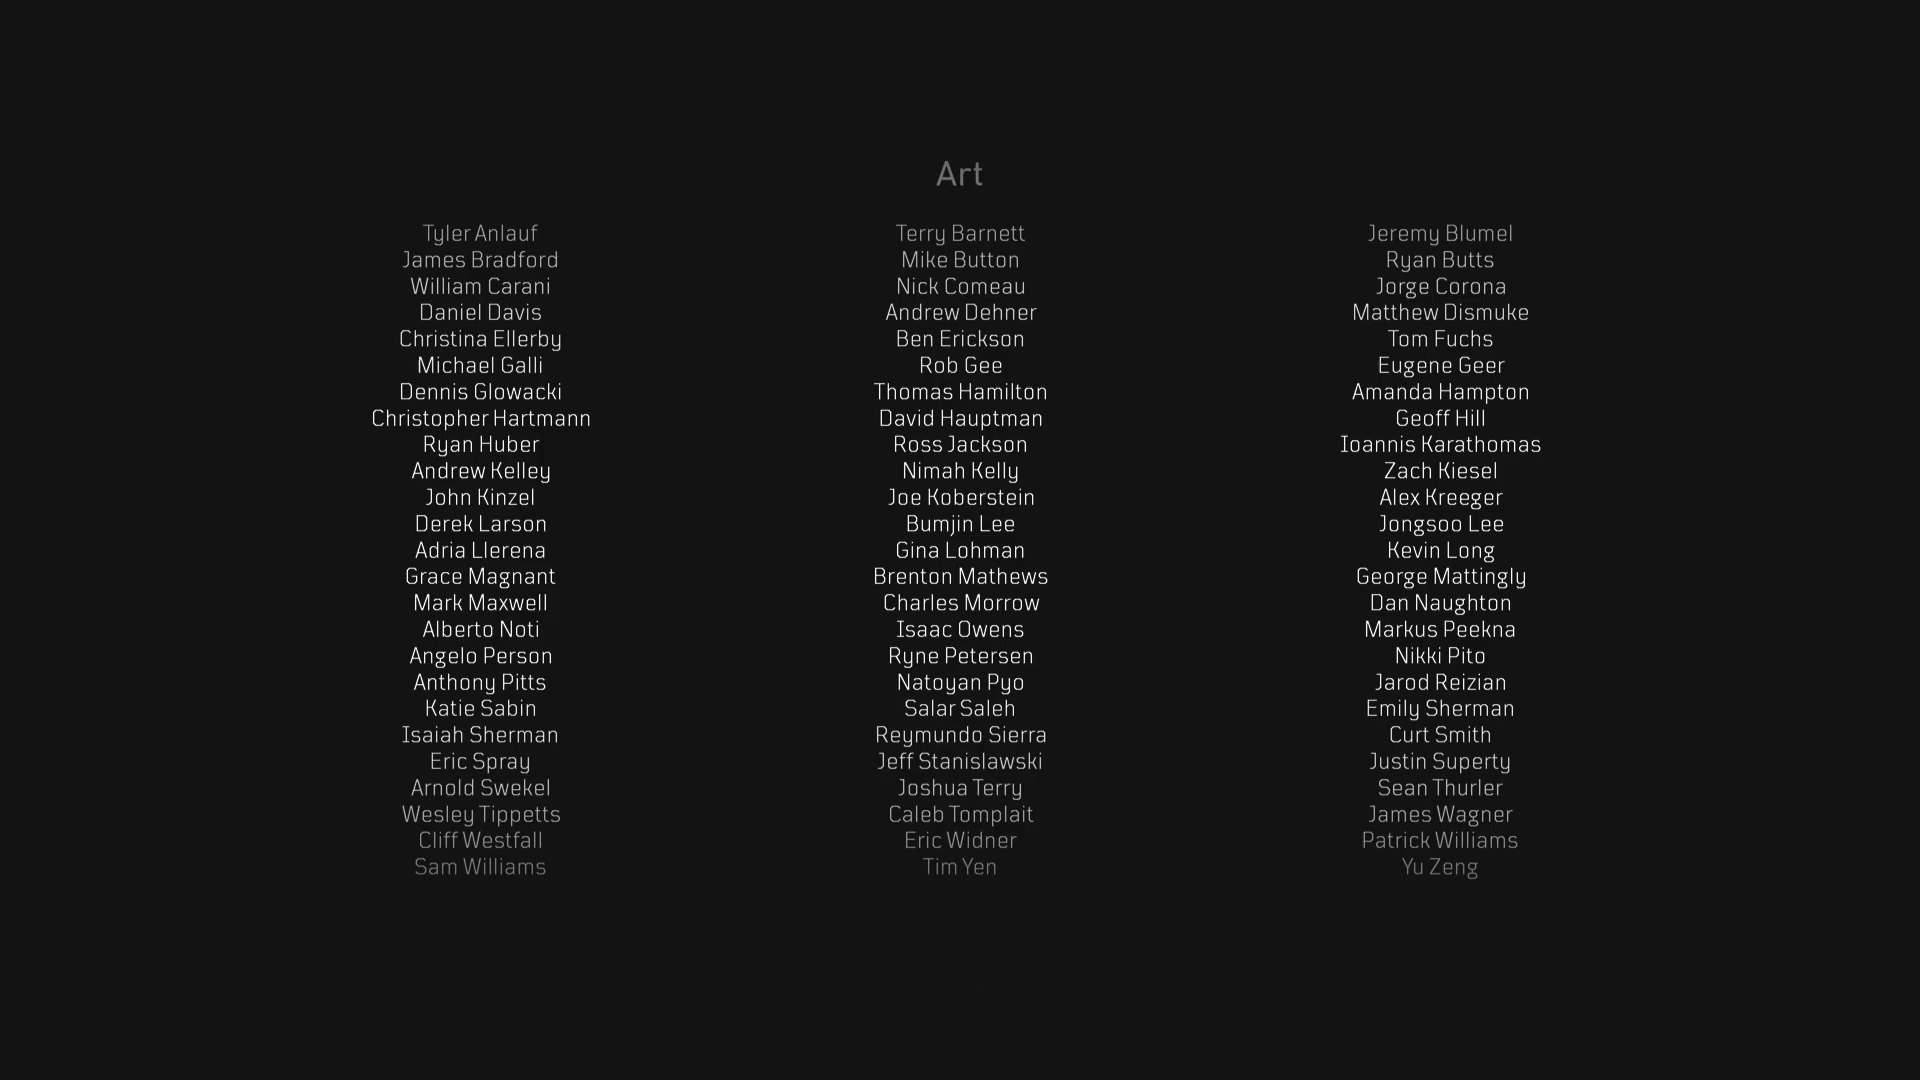 Art
Tyler Anlauf Terry Barnett Jeremy Blumel
James Bradford Mike Button Ryan Butts
William Carani Nick Comeau Jorge Corona
Daniel Davis Andrew Dehner Matthew Dismuke
Christina Ellerby Ben Erickson Tom Fuchs
Michael Galli Rob Gee Eugene Geer
Dennis Glowacki Thomas Hamilton Amanda Hampton
Christopher Hartmann David Hauptman Geoff Hill
Ryan Huber Ross Jackson Ioannis Karathomas
Andrew Kelley Nimah Kelly Zach Kiesel
John Kinzel Joe Koberstein Alex Kreeger
Derek Larson Bumjin Lee Jongsoo Lee
Adria Llerena Gina Lohman Kevin Long
Grace Magnant Brenton Mathews George Mattingly
Mark Maxwell Charles Morrow Dan Naughton
Alberto Noti Isaac Owens Markus Peekna
Angelo Person Ryne Petersen Nikki Pito
Anthony Pitts Natoyan Pyo Jarod Reizian
Katie Sabin Salar Saleh Emily Sherman
Isaiah Sherman Reymundo Sierra Curt Smith
Eric Spray Jeff Stanislawski Justin Superty
Arnold Swekel Joshua Terry Sean Thurler
Wesley Tippetts Caleb Tomplait James Wagner
Cliff Westfall Eric Widner Patrick Williams
Sam Williams Tim Yen Yu Zeng